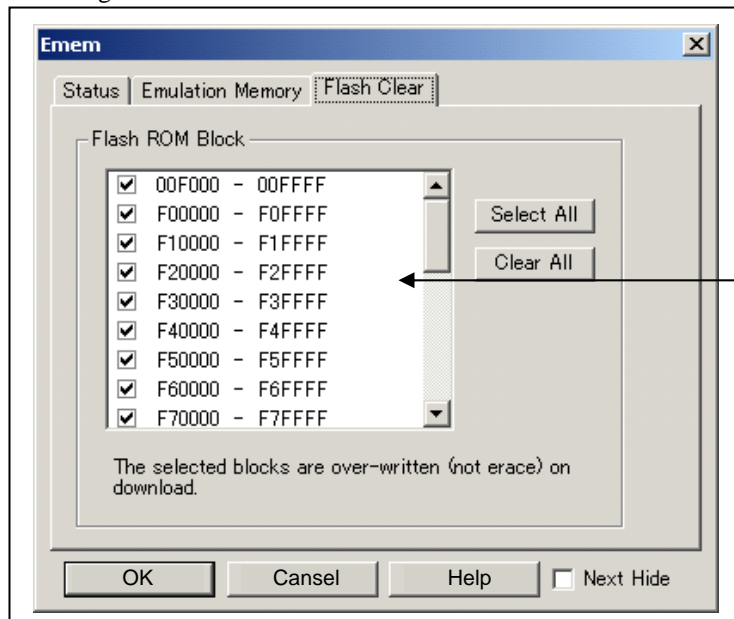 Emem
Status
Emulation Memory
Flash Clear
Flash ROM Block
00F000 - 00FFFF
F00000 - F0FFFF
F10000 - F1FFFF
F20000 - F2FFFF
F30000 - F3FFFF
F40000 - F4FFFF
F50000 - F5FFFF
F60000 - F6FFFF
F70000 - F7FFFF
Select All
Clear All
The selected blocks are over-written (not erace) on
download.
OK
Cansel
Help
Next Hide